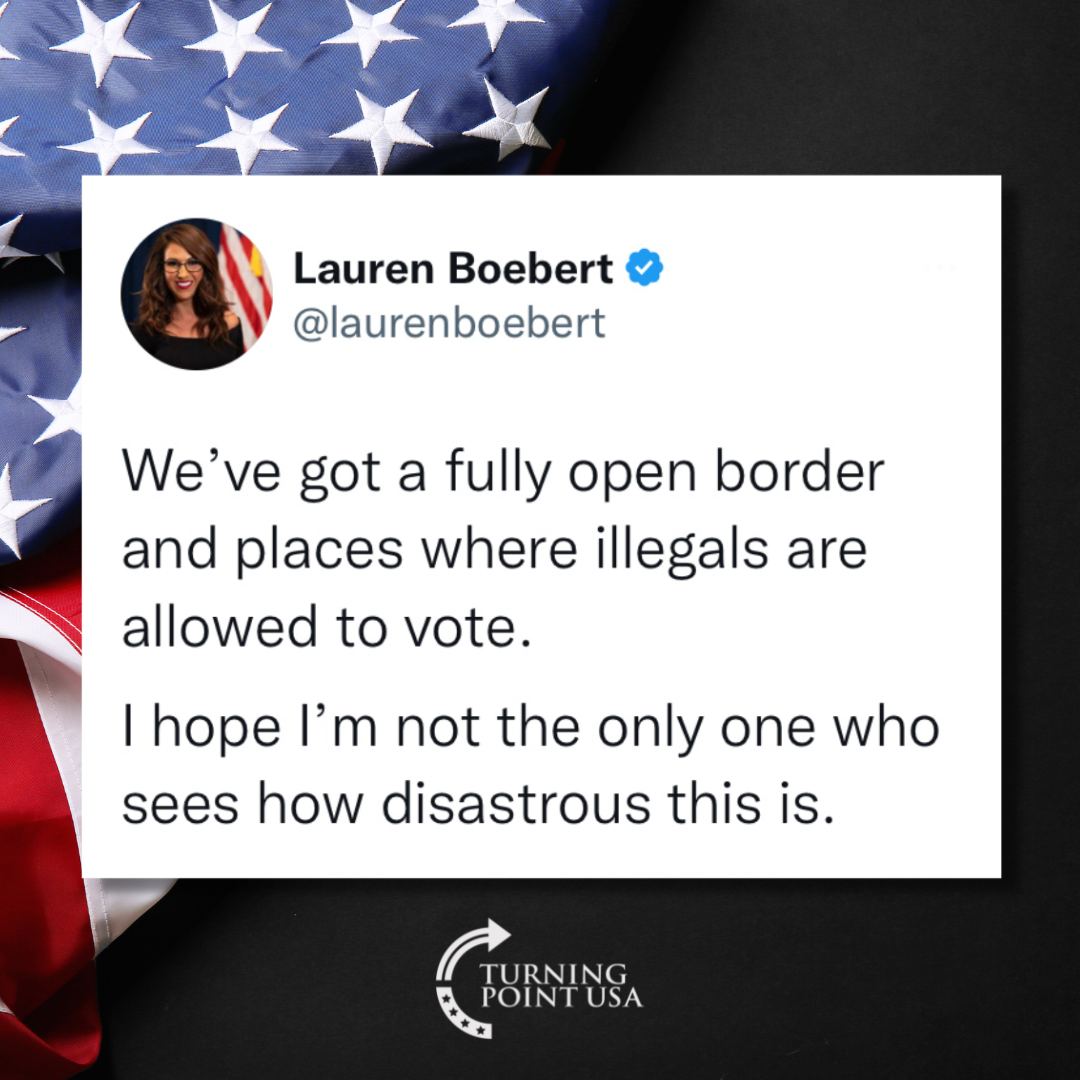 Lauren Boebert
@laurenboebert
We’ve got a fully open border
and places where illegals are
allowed to vote.
I hope I’m not the only one who
sees how disastrous this is.
TURNING
POINT USA